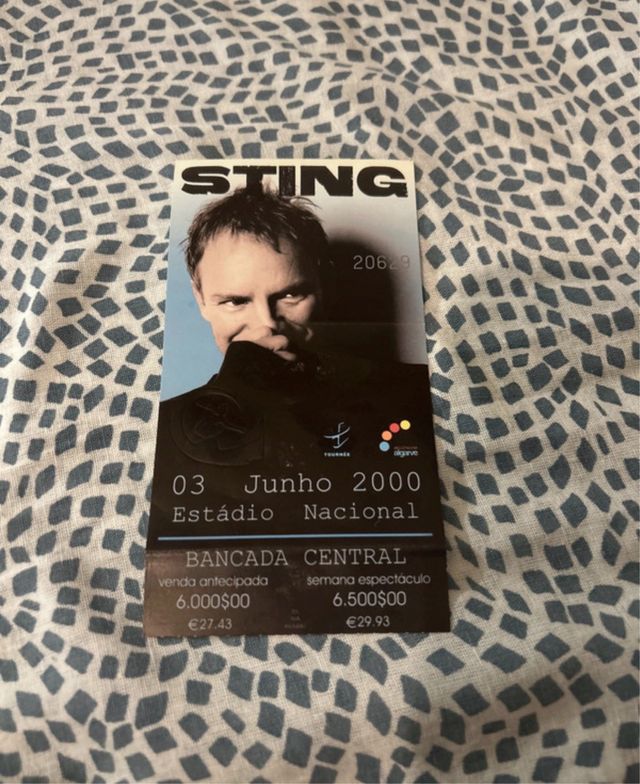 STING
TOURNÉE
algarve
03 Junho 2000
Estádio Nacional
BANCADA CENTRAL
venda antecipada semana espectáculo
6.000$00 6.500$00
€27.43 €29.93